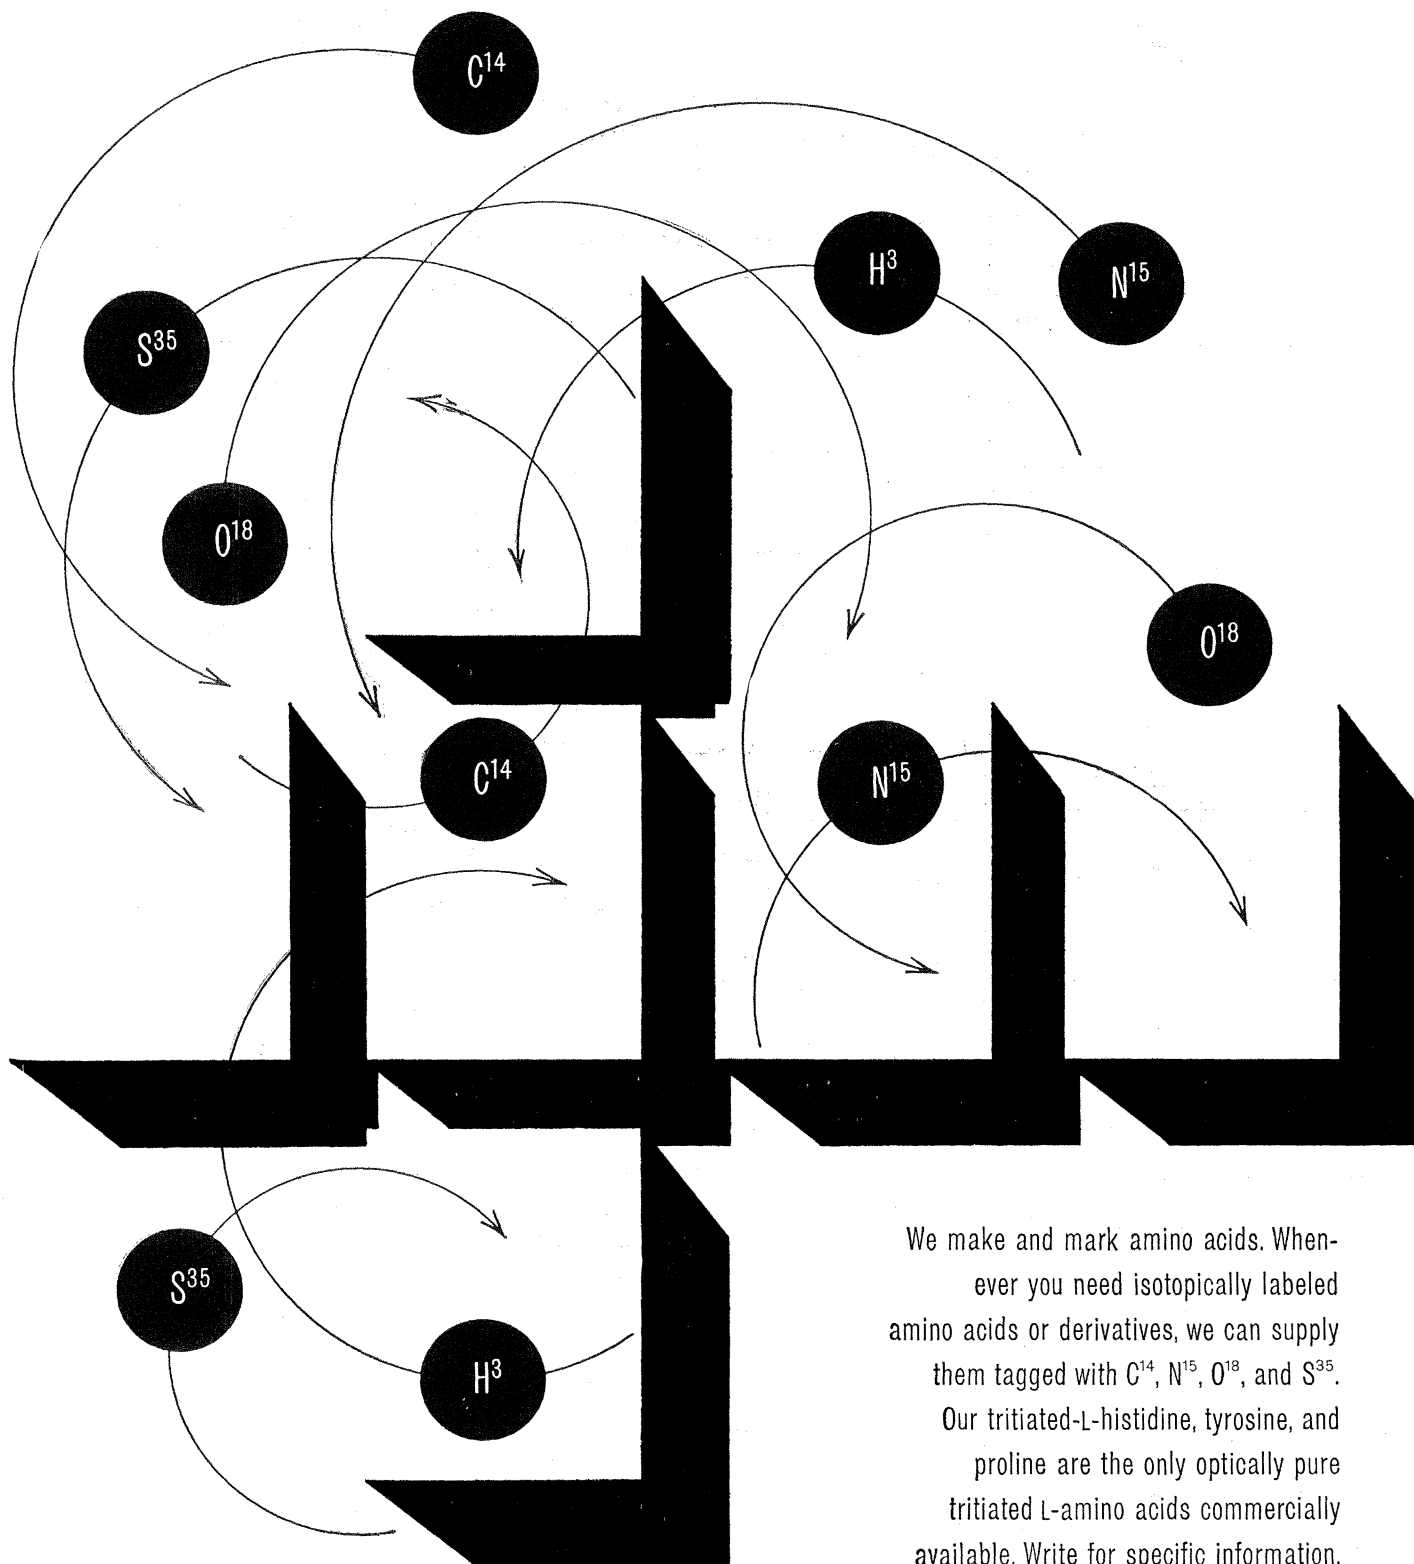 C¹⁴
H³
N¹⁵
S³⁵
O¹⁸
O¹⁸
C¹⁴
N¹⁵
We make and mark amino acids. When-
ever you need isotopically labeled
amino acids or derivatives, we can supply
them tagged with C¹⁴, N¹⁵, O¹⁸, and S³⁵.
Our tritiated-L-histidine, tyrosine, and
proline are the only optically pure
tritiated L-amino acids commercially
available. Write for specific information.
S³⁵
H³